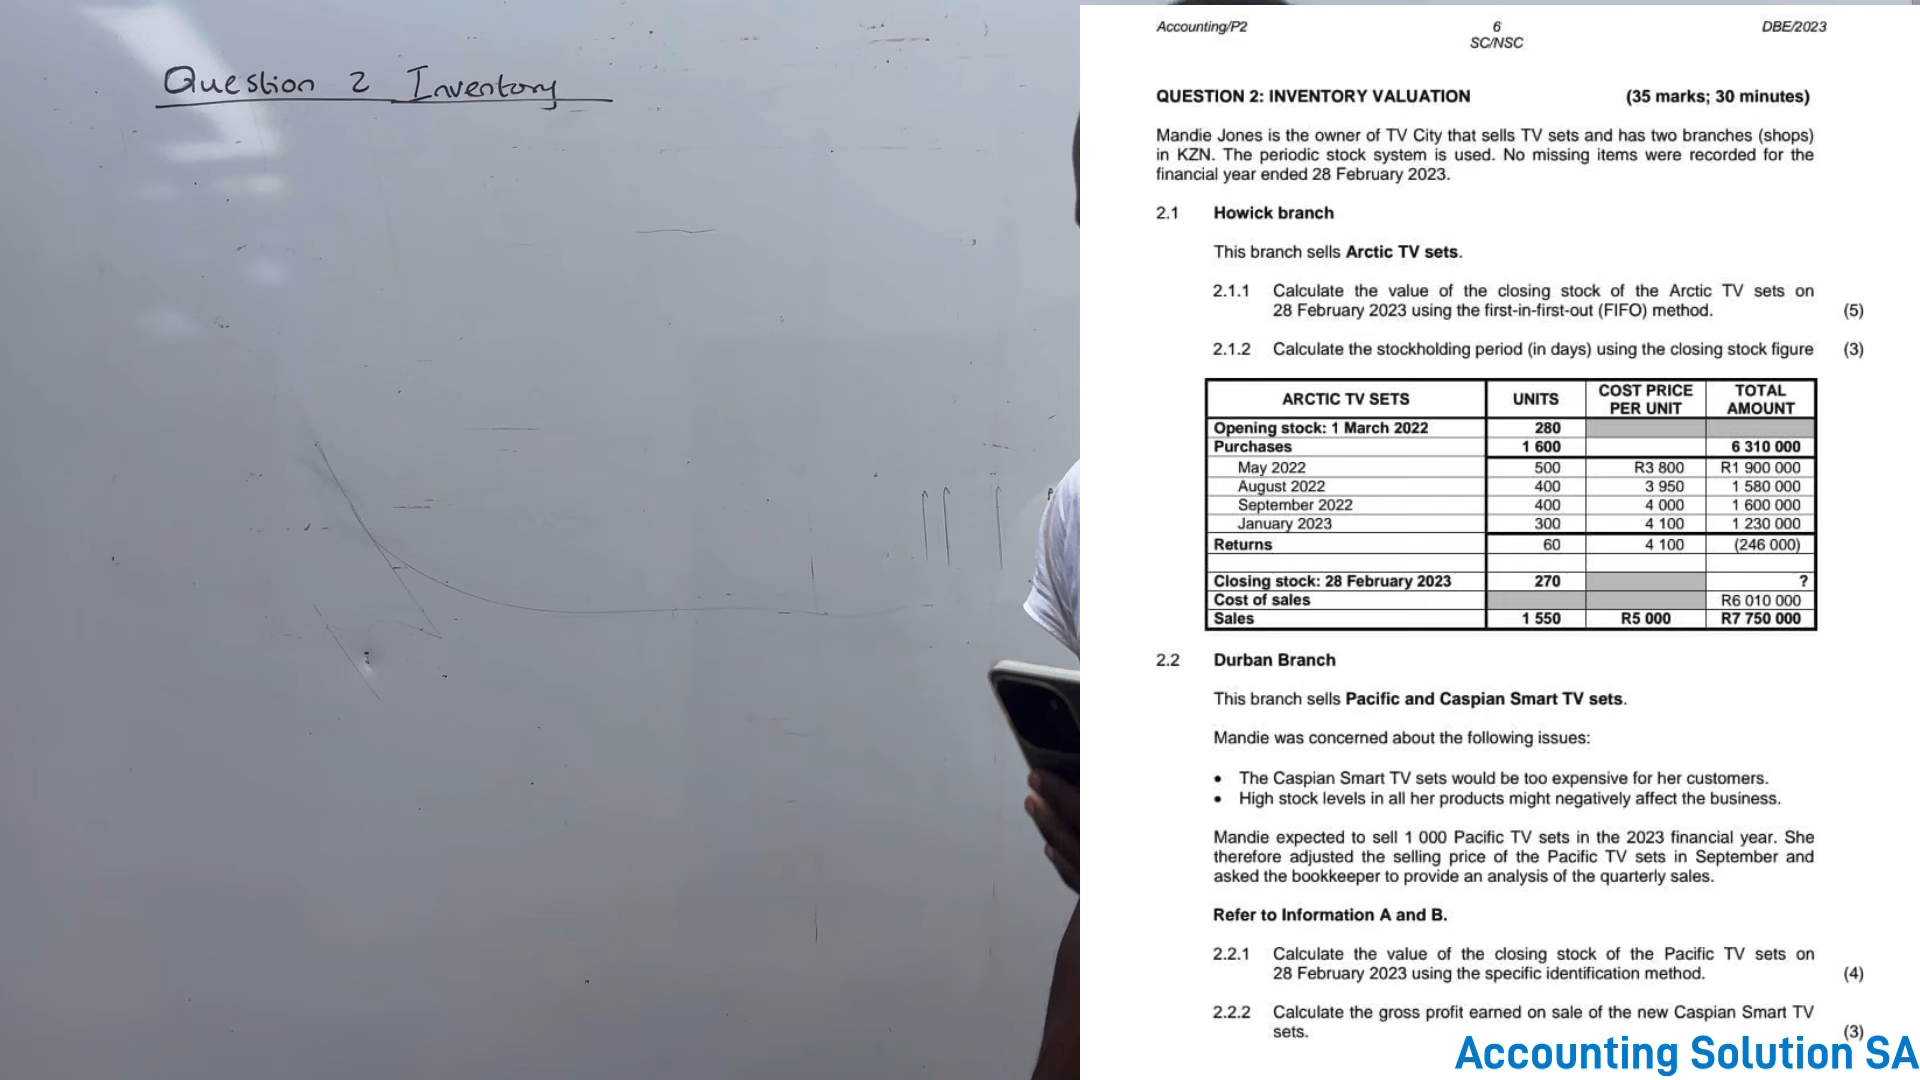 Question 2 Inventory
Accounting/P2 6 DBE/2023
SC/NSC
QUESTION 2: INVENTORY VALUATION (35 marks; 30 minutes)
Mandie Jones is the owner of TV City that sells TV sets and has two branches (shops)
in KZN. The periodic stock system is used. No missing items were recorded for the
financial year ended 28 February 2023.
2.1 Howick branch
This branch sells Arctic TV sets.
2.1.1 Calculate the value of the closing stock of the Arctic TV sets on
28 February 2023 using the first-in-first-out (FIFO) method. (5)
2.1.2 Calculate the stockholding period (in days) using the closing stock figure (3)
ARCTIC TV SETS UNITS COST PRICE PER UNIT TOTAL AMOUNT
Opening stock: 1 March 2022 280
Purchases 1 600 6 310 000
May 2022 500 R3 800 R1 900 000
August 2022 400 3 950 1 580 000
September 2022 400 4 000 1 600 000
January 2023 300 4 100 1 230 000
Returns 60 4 100 (246 000)
Closing stock: 28 February 2023 270 ?
Cost of sales R6 010 000
Sales 1 550 R5 000 R7 750 000
2.2 Durban Branch
This branch sells Pacific and Caspian Smart TV sets.
Mandie was concerned about the following issues:
• The Caspian Smart TV sets would be too expensive for her customers.
• High stock levels in all her products might negatively affect the business.
Mandie expected to sell 1 000 Pacific TV sets in the 2023 financial year. She
therefore adjusted the selling price of the Pacific TV sets in September and
asked the bookkeeper to provide an analysis of the quarterly sales.
Refer to Information A and B.
2.2.1 Calculate the value of the closing stock of the Pacific TV sets on
28 February 2023 using the specific identification method. (4)
2.2.2 Calculate the gross profit earned on sale of the new Caspian Smart TV
sets. (3)
Accounting Solution SA